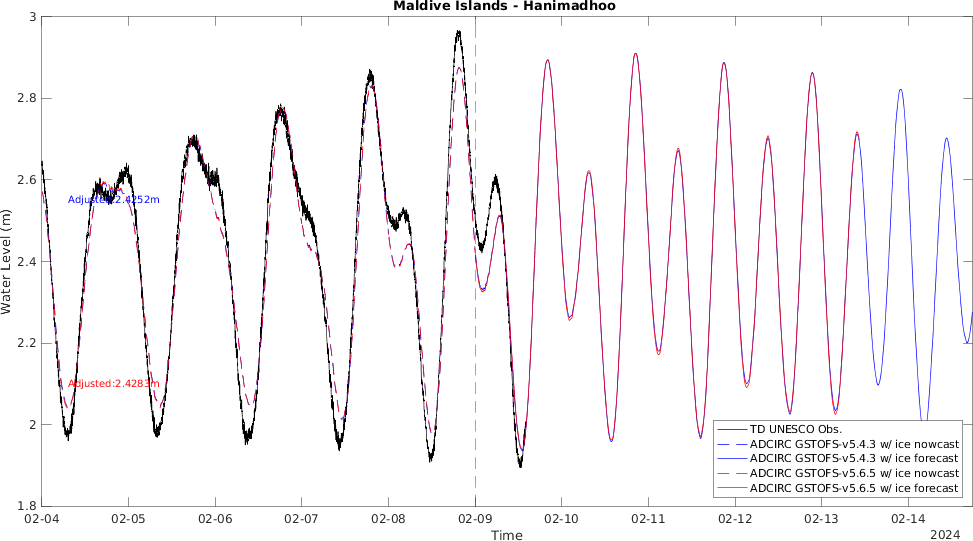 Maldive Islands - Hanimadhoo
3
2.8
2.6
2.4
2.2
2
1.8
Water Level (m)
Adjusted:2.4252m
Adjusted:2.4283m
TD UNESCO Obs.
ADCIRC GSTOFS-v5.4.3 w/ ice nowcast
ADCIRC GSTOFS-v5.4.3 w/ ice forecast
ADCIRC GSTOFS-v5.6.5 w/ ice nowcast
ADCIRC GSTOFS-v5.6.5 w/ ice forecast
02-04 02-05 02-06 02-07 02-08 02-09 02-10 02-11 02-12 02-13 02-14
Time
2024